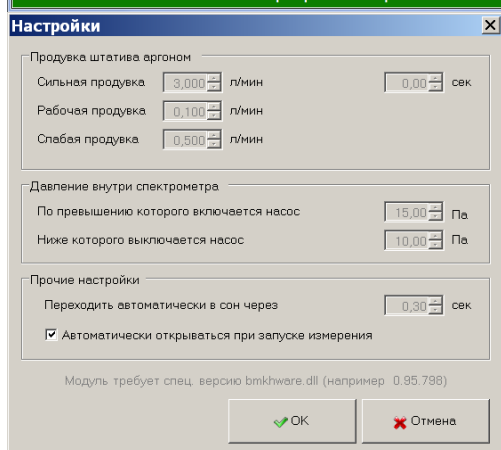 Настройки
Продувка штатива аргоном
Сильная продувка 3,000 л/мин 0,00 сек
Рабочая продувка 0,100 л/мин
Слабая продувка 0,500 л/мин
Давление внутри спектрометра
По превышению которого включается насос 15,00 Па
Ниже которого выключается насос 10,00 Па
Прочие настройки
Переходить автоматически в сон через 0,30 сек
Автоматически открываться при запуске измерения
Модуль требует спец. версию bmkhware.dll (например 0.95.798)
OK Отмена